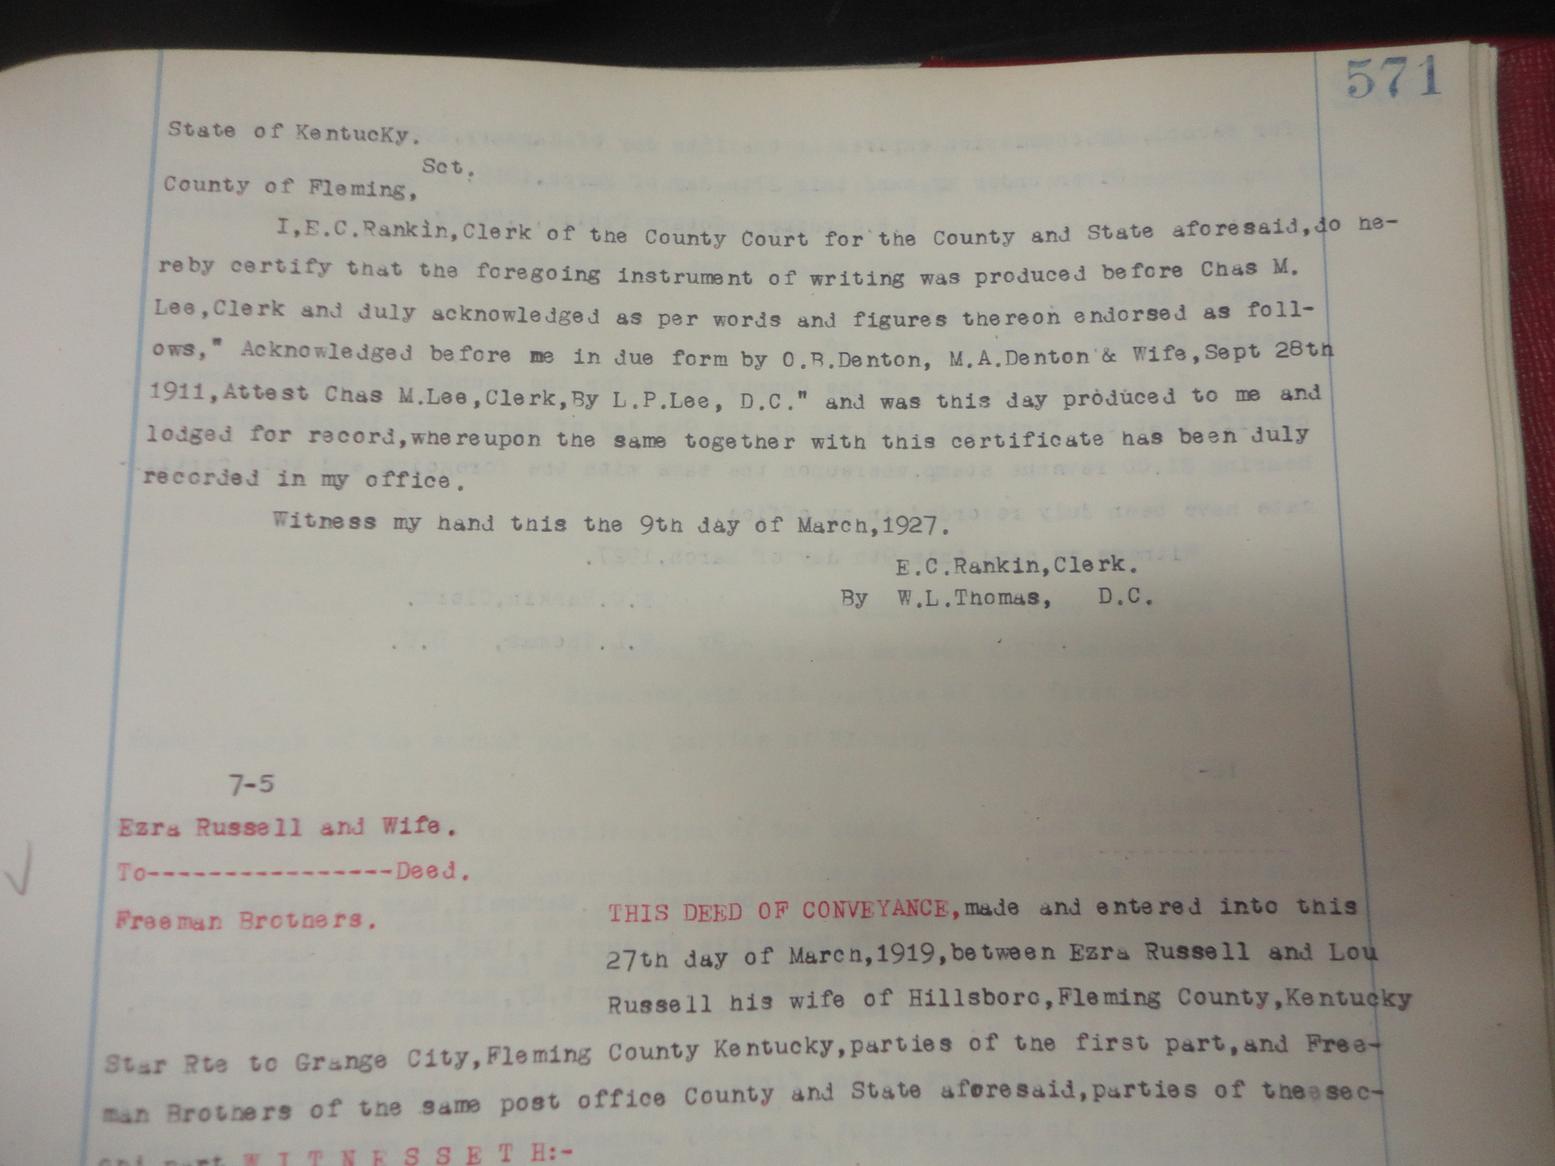 571
State of KentucKy.
Sct.
County of Fleming,
I,E.C.Rankin,Clerk of the County Court for the County and State aforesaid,do he-
reby certify that the foregoing instrument of writing was produced before Chas M.
Lee,Clerk and duly acknowledged as per words and figures thereon endorsed as foll-
ows," Acknowledged before me in due form by O.B.Denton, M.A.Denton & Wife,Sept 28th
1911,Attest Chas M.Lee,Clerk,By L.P.Lee, D.C." and was this day produced to me and
lodged for record,whereupon the same together with this certificate has been duly
recorded in my office.
Witness my hand this the 9th day of March,1927.
E.C.Rankin,Clerk.
By W.L.Thomas, D.C.
7-5
Ezra Russell and Wife.
To-----------------Deed.
Freeman Brothers.
THIS DEED OF CONVEYANCE,made and entered into this
27th day of March,1919,between Ezra Russell and Lou
Russell his wife of Hillsboro,Fleming County,Kentucky
Star Rte to Grange City,Fleming County Kentucky,parties of the first part,and Free-
man Brothers of the same post office County and State aforesaid,parties of the sec-
ond part W I T N E S S E T H:-